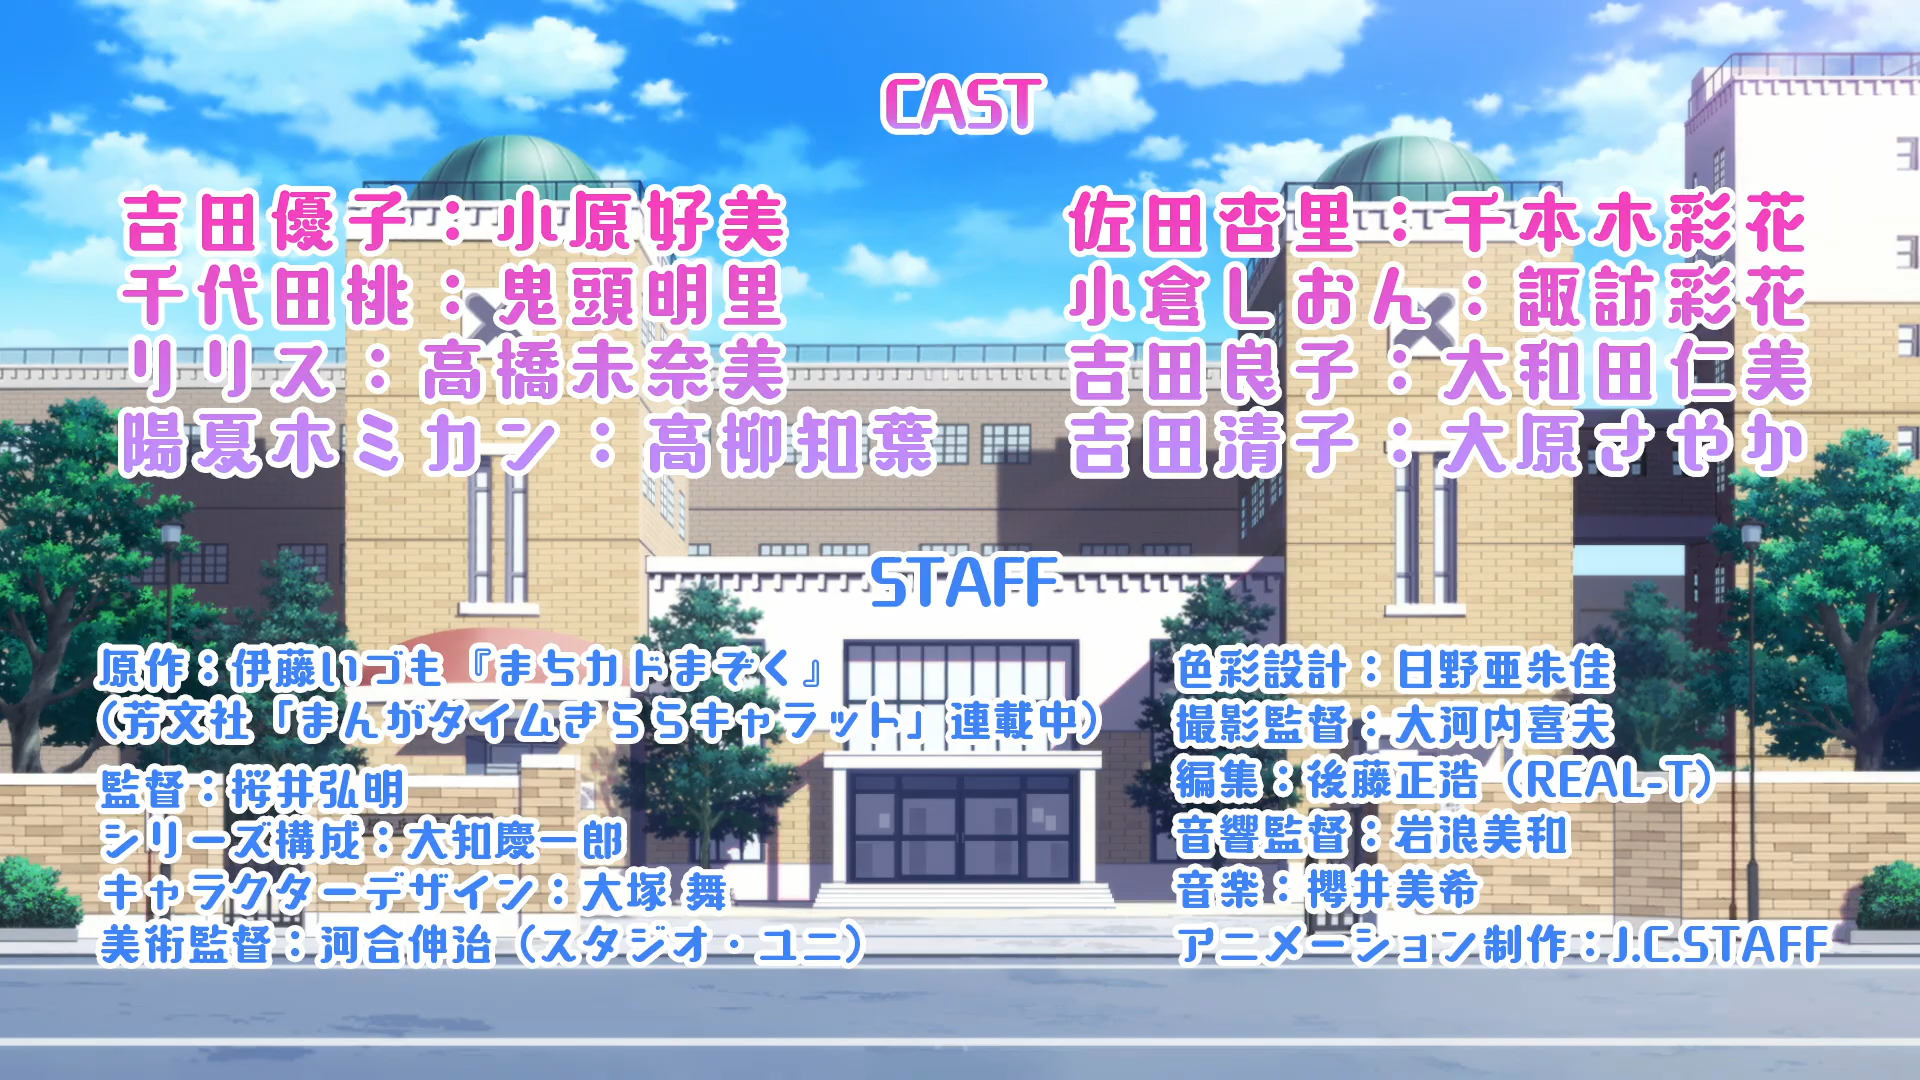 CAST
吉田優子：小原好美
千代田桃：鬼頭明里
リリス：高橋未奈美
陽夏木ミカン：高柳知葉
佐田杏里：千本木彩花
小倉しおん：諏訪彩花
吉田良子：大和田仁美
吉田清子：大原さやか
STAFF
原作：伊藤いづも『まちカドまぞく』
（芳文社「まんがタイムきららキャラット」連載中）
監督：桜井弘明
シリーズ構成：大知慶一郎
キャラクターデザイン：大塚 舞
美術監督：河合伸治（スタジオ・ユニ）
色彩設計：日野亜朱佳
撮影監督：大河内喜夫
編集：後藤正浩（REAL-T）
音響監督：岩浪美和
音楽：櫻井美希
アニメーション制作：J.C.STAFF